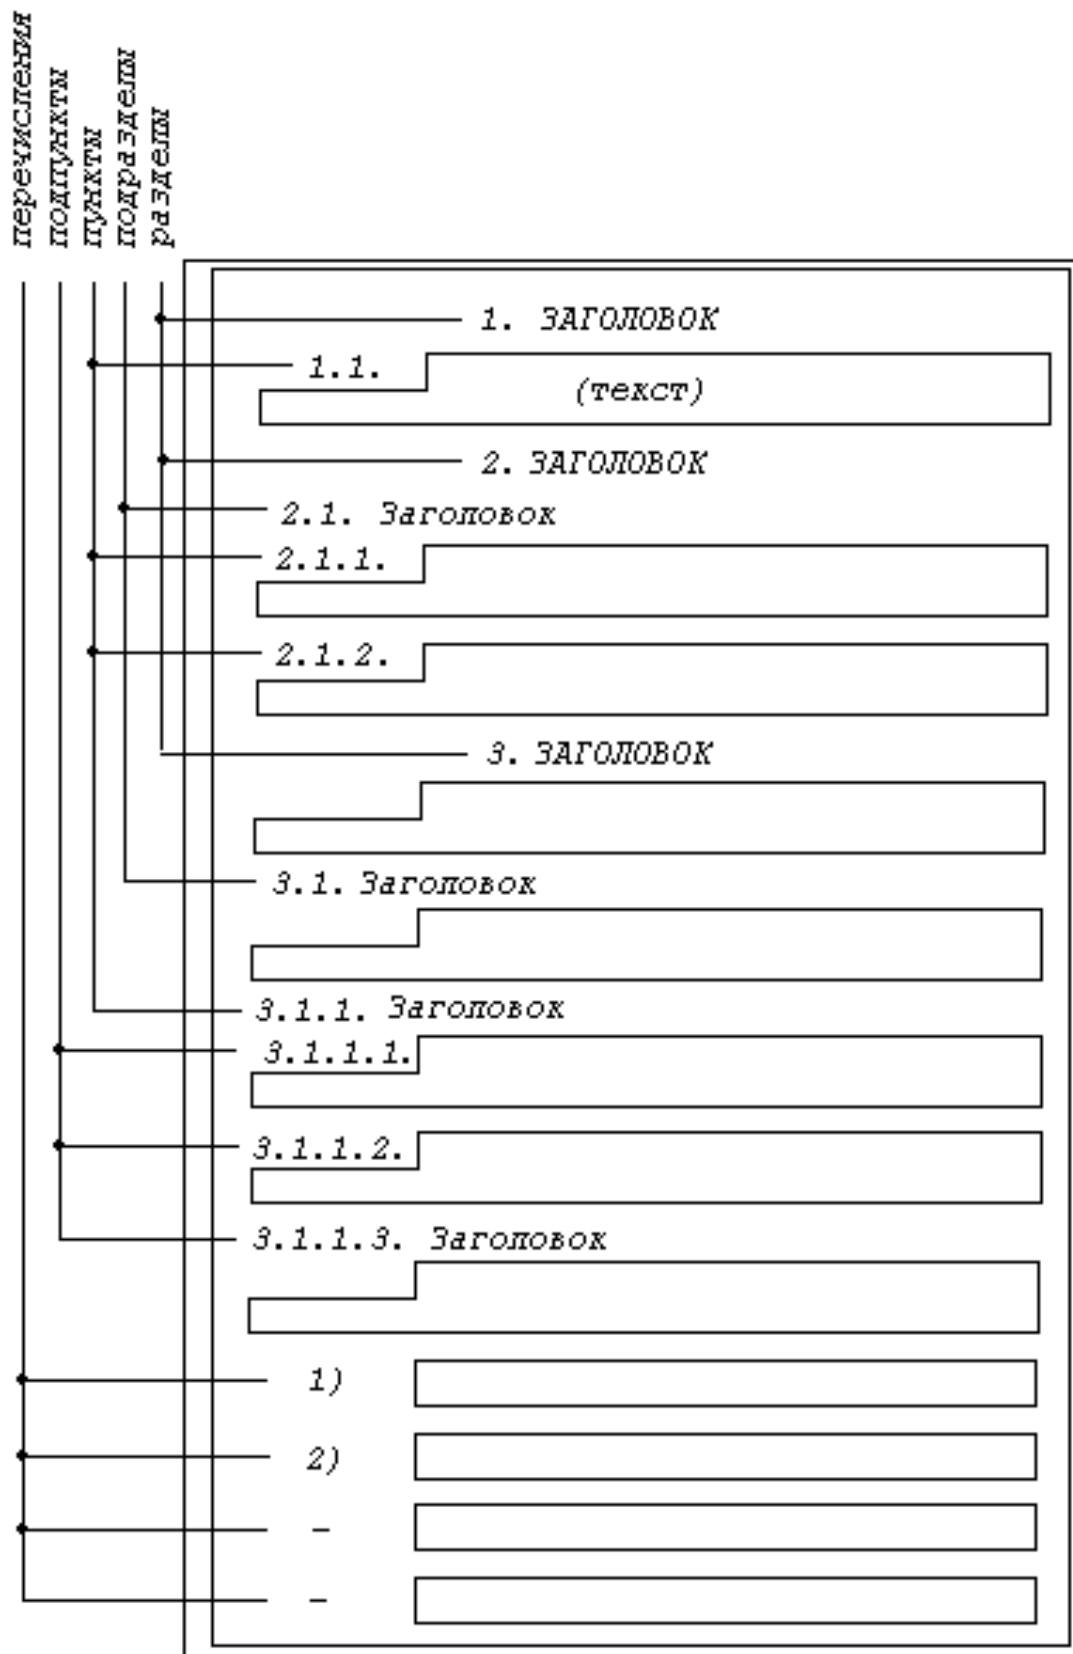 перечисления
подпункты
пункты
подразделы
разделы
1. ЗАГОЛОВОК
1.1.
(текст)
2. ЗАГОЛОВОК
2.1. Заголовок
2.1.1.
2.1.2.
3. ЗАГОЛОВОК
3.1. Заголовок
3.1.1. Заголовок
3.1.1.1.
3.1.1.2.
3.1.1.3. Заголовок
1)
2)
-
-